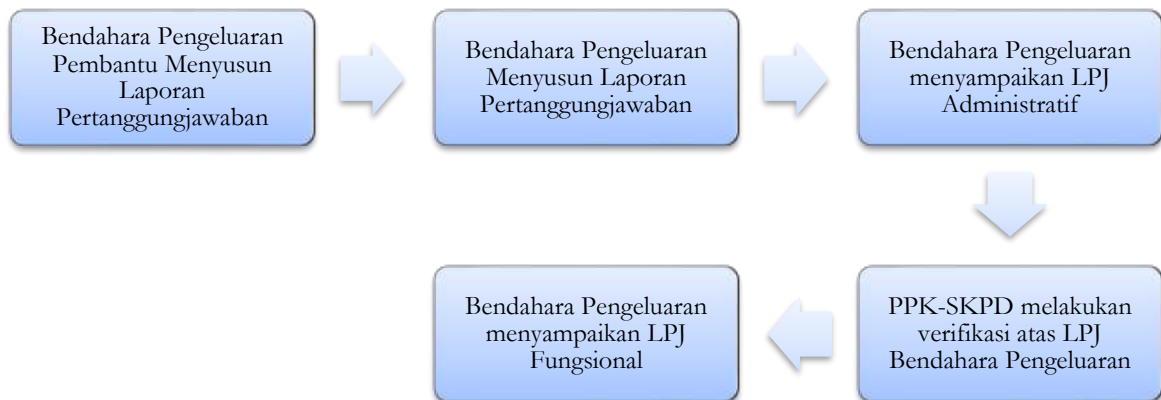 Bendahara Pengeluaran
Pembantu Menyusun
Laporan
Pertanggungjawaban
Bendahara Pengeluaran
Menyusun Laporan
Pertanggungjawaban
Bendahara Pengeluaran
menyampaikan LPJ
Administratif
PPK-SKPD melakukan
verifikasi atas LPJ
Bendahara Pengeluaran
Bendahara Pengeluaran
menyampaikan LPJ
Fungsional